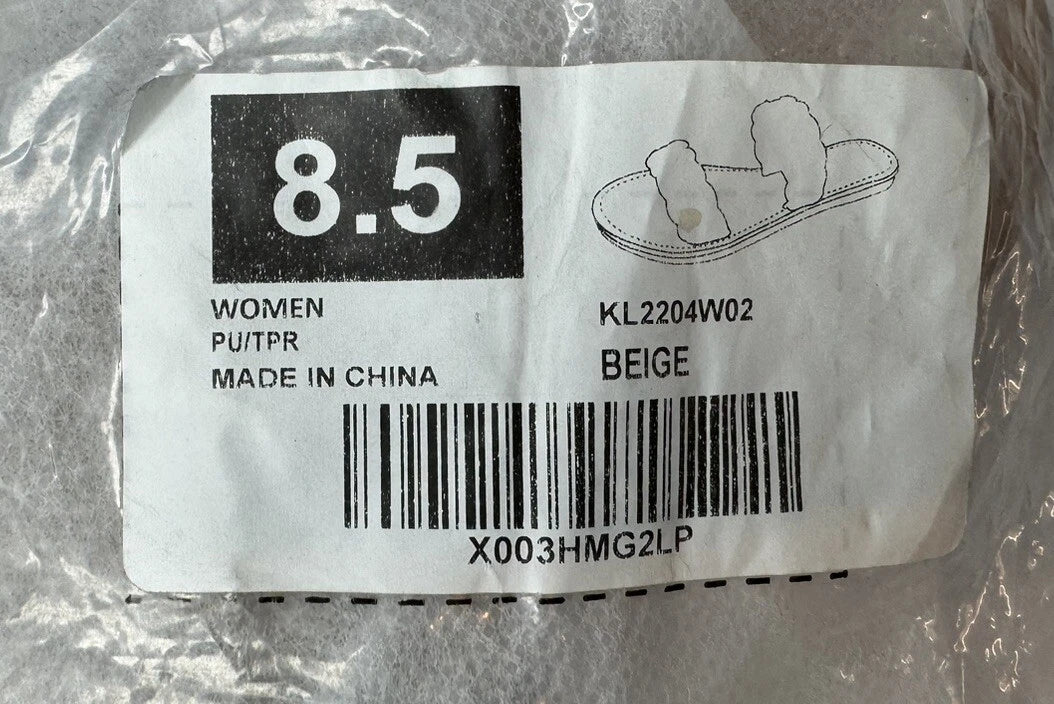 8.5
WOMEN
PU/TPR
MADE IN CHINA
KL2204W02
BEIGE
X003HMG2LP